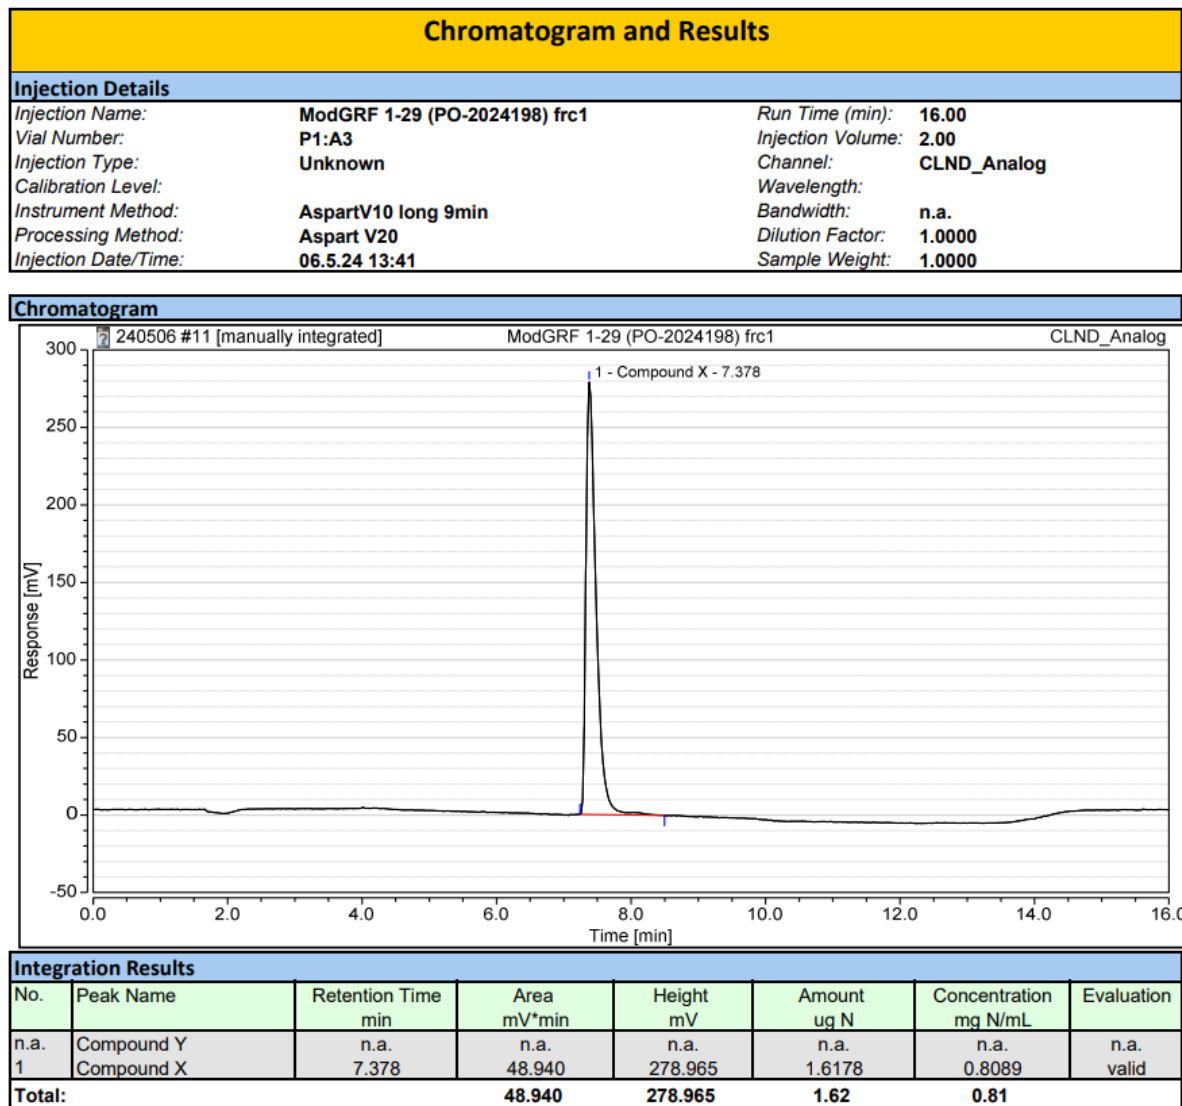 Chromatogram and Results
Injection Details
Injection Name: ModGRF 1-29 (PO-2024198) frc1 Run Time (min): 16.00
Vial Number: P1:A3 Injection Volume: 2.00
Injection Type: Unknown Channel: CLND_Analog
Calibration Level: Wavelength:
Instrument Method: AspartV10 long 9min Bandwidth: n.a.
Processing Method: Aspart V20 Dilution Factor: 1.0000
Injection Date/Time: 06.5.24 13:41 Sample Weight: 1.0000
Chromatogram
240506 #11 [manually integrated] ModGRF 1-29 (PO-2024198) frc1 CLND_Analog
300
1 - Compound X - 7.378
250
200
150
100
50
0
-50
Response [mV]
0.0 2.0 4.0 6.0 8.0 10.0 12.0 14.0 16.0
Time [min]
Integration Results
No. Peak Name Retention Time Area Height Amount Concentration Evaluation
min mV*min mV ug N mg N/mL
n.a. Compound Y n.a. n.a. n.a. n.a. n.a. n.a.
1 Compound X 7.378 48.940 278.965 1.6178 0.8089 valid
Total: 48.940 278.965 1.62 0.81